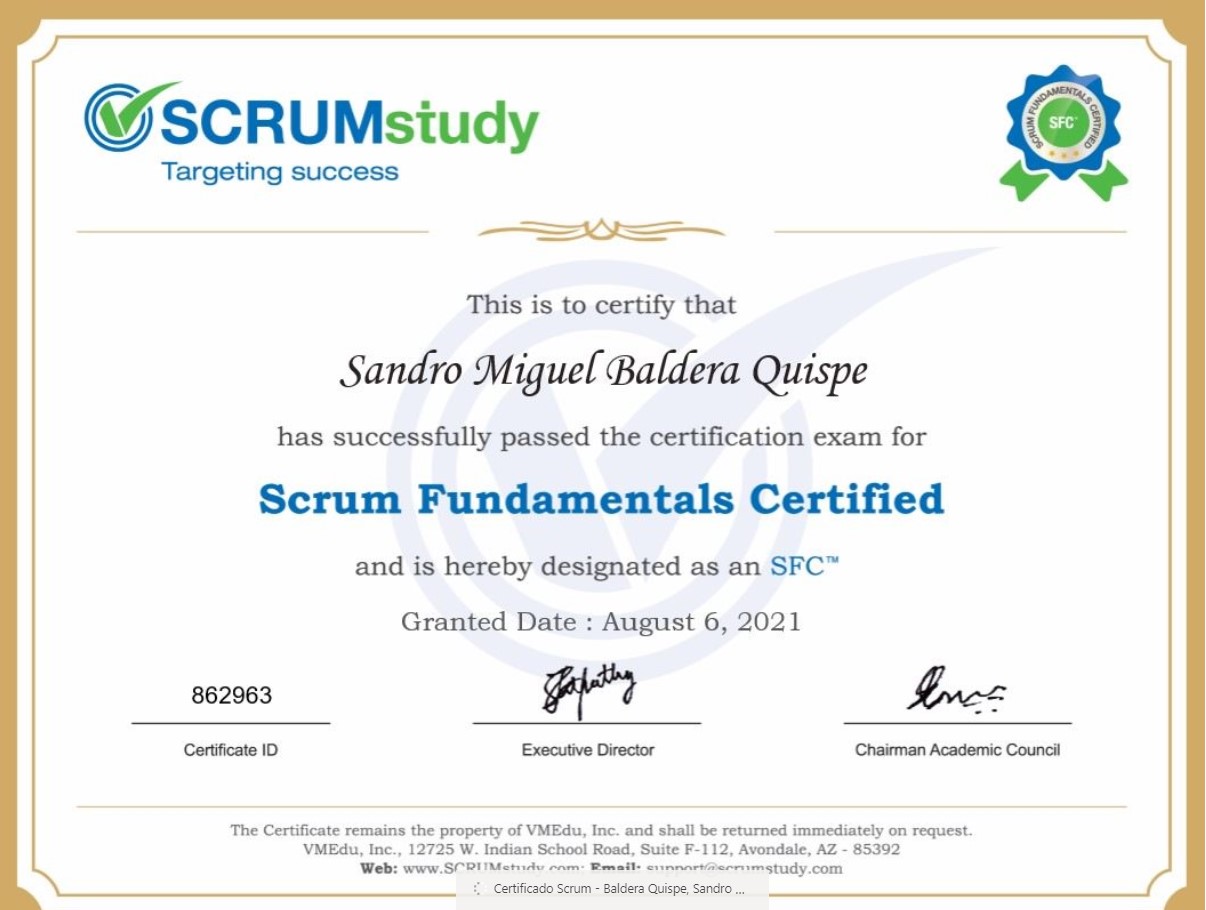 SCRUMstudy
Targeting success
SCRUM FUNDAMENTALS CERTIFIED
SFC™
This is to certify that
Sandro Miguel Baldera Quispe
has successfully passed the certification exam for
Scrum Fundamentals Certified
and is hereby designated as an SFC™
Granted Date : August 6, 2021
862963
Certificate ID
Executive Director
Chairman Academic Council
The Certificate remains the property of VMEdu, Inc. and shall be returned immediately on request.
VMEdu, Inc., 12725 W. Indian School Road, Suite F-112, Avondale, AZ - 85392
Web: www.SCRUMstudy.com; Email: support@scrumstudy.com
Certificado Scrum - Baldera Quispe, Sandro ...